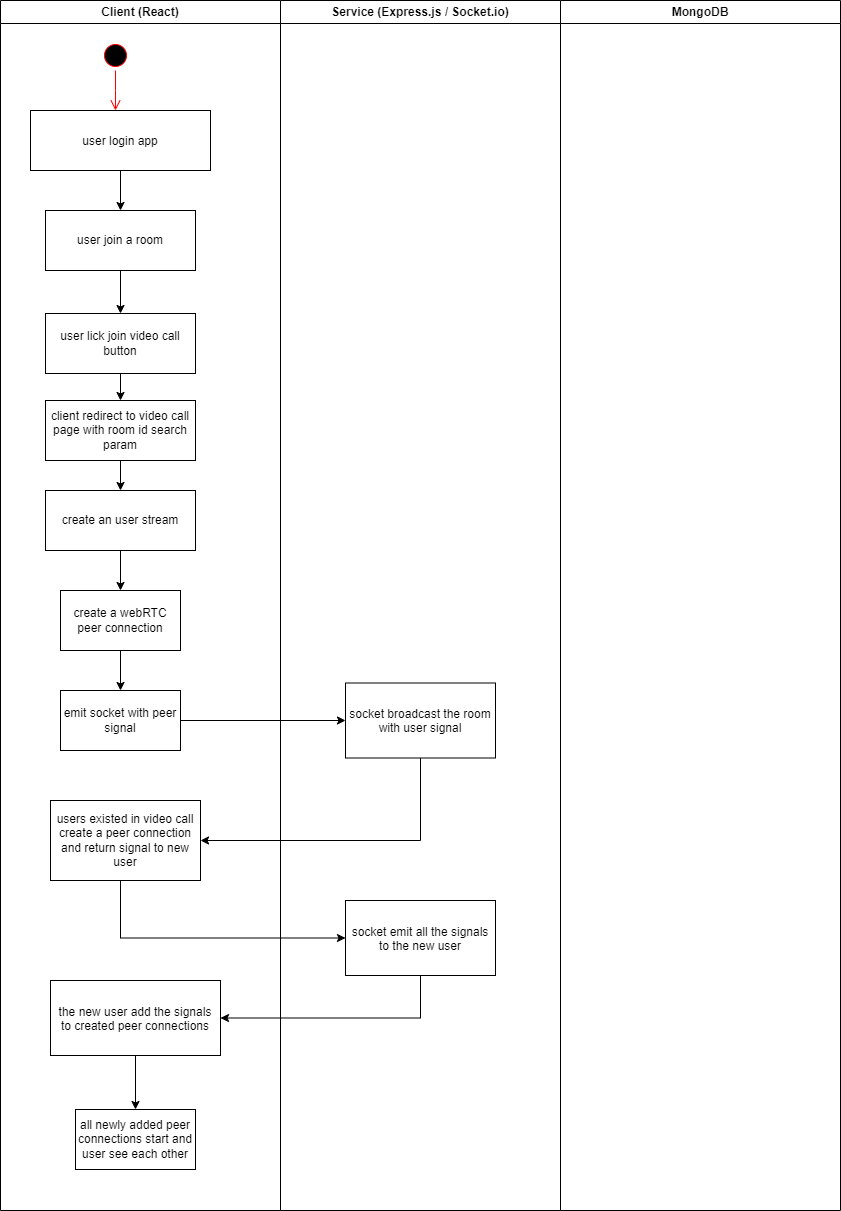 Client (React)
Service (Express.js / Socket.io)
MongoDB
user login app
user join a room
user lick join video call
button
client redirect to video call
page with room id search
param
create an user stream
create a webRTC
peer connection
emit socket with peer
signal
socket broadcast the room
with user signal
users existed in video call
create a peer connection
and return signal to new
user
socket emit all the signals
to the new user
the new user add the signals
to created peer connections
all newly added peer
connections start and
user see each other